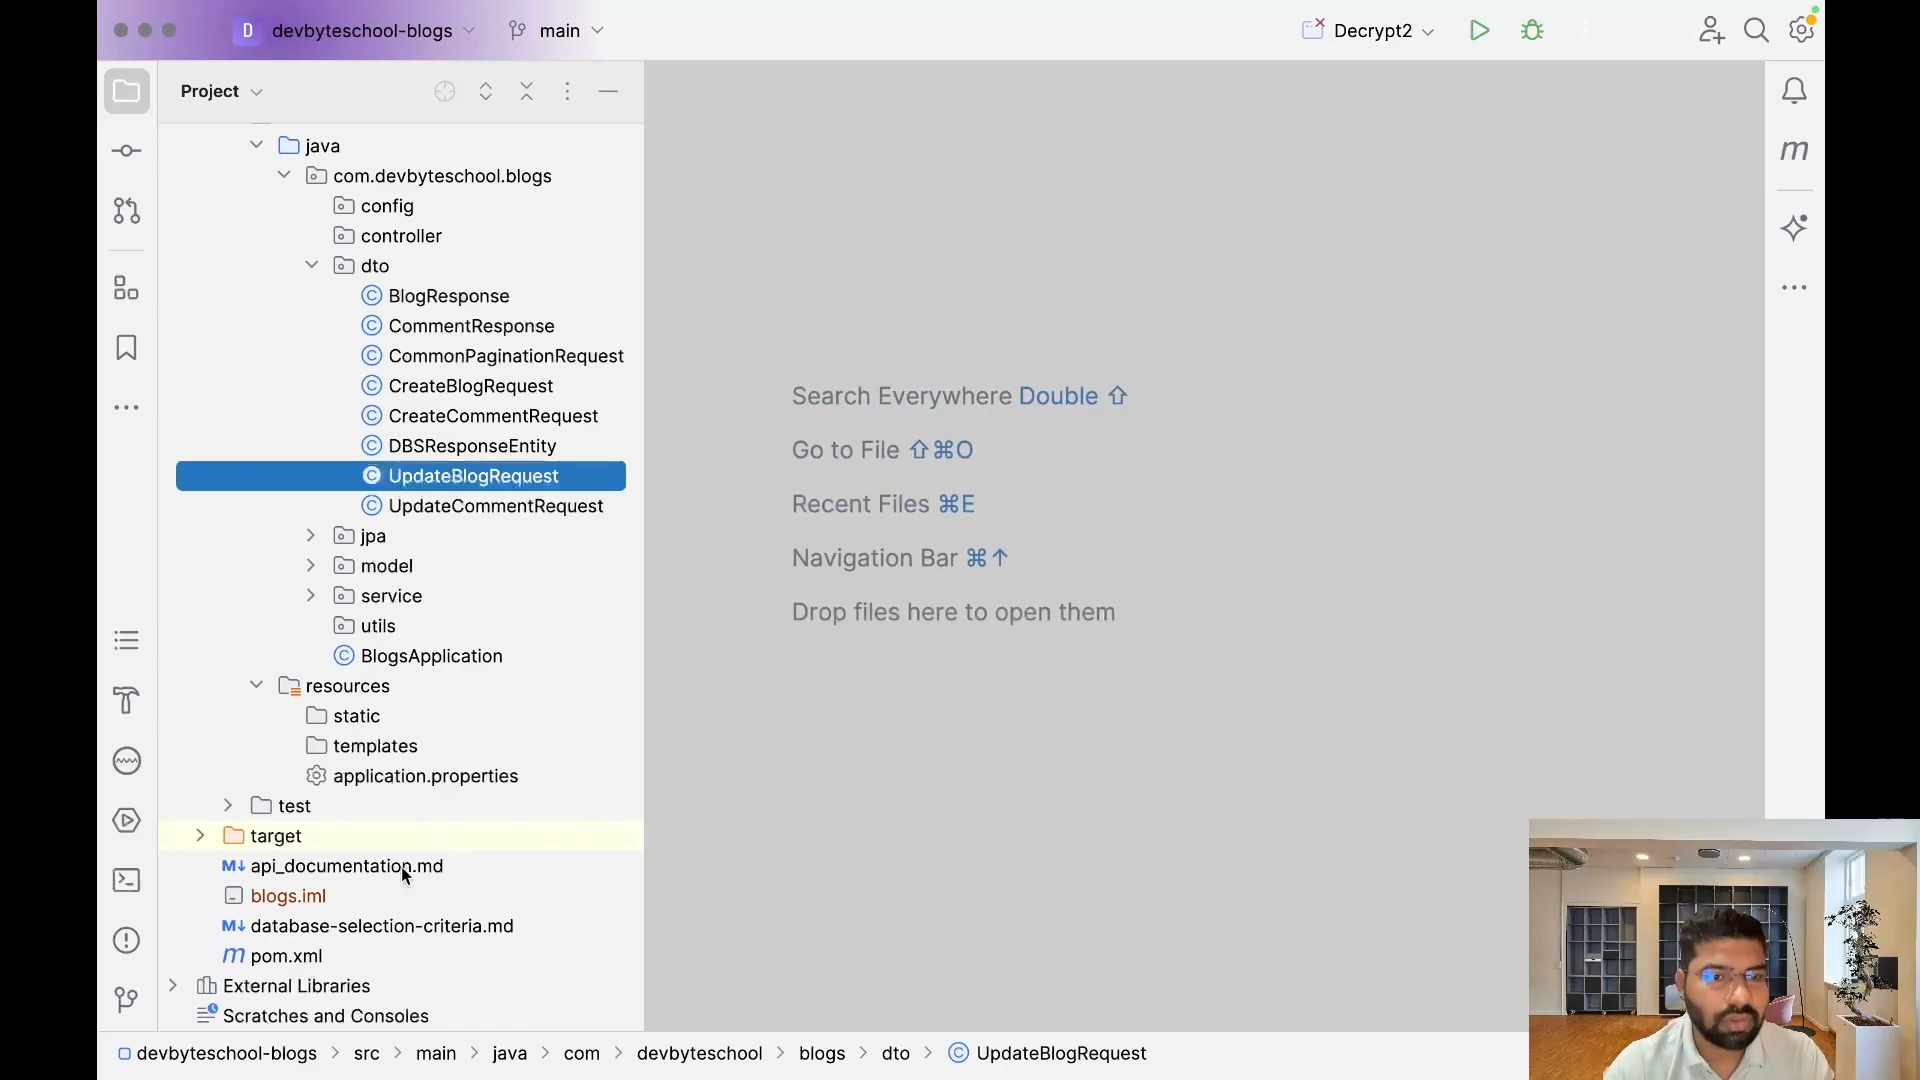 D devbyteschool-blogs main Decrypt2
Project
java
com.devbyteschool.blogs
config
controller
dto
BlogResponse
CommentResponse
CommonPaginationRequest
CreateBlogRequest
CreateCommentRequest
DBSResponseEntity
UpdateBlogRequest
UpdateCommentRequest
jpa
model
service
utils
BlogsApplication
resources
static
templates
application.properties
test
target
api_documentation.md
blogs.iml
database-selection-criteria.md
pom.xml
External Libraries
Scratches and Consoles
Search Everywhere Double ⇧
Go to File ⇧⌘O
Recent Files ⌘E
Navigation Bar ⌘↑
Drop files here to open them
devbyteschool-blogs > src > main > java > com > devbyteschool > blogs > dto > UpdateBlogRequest